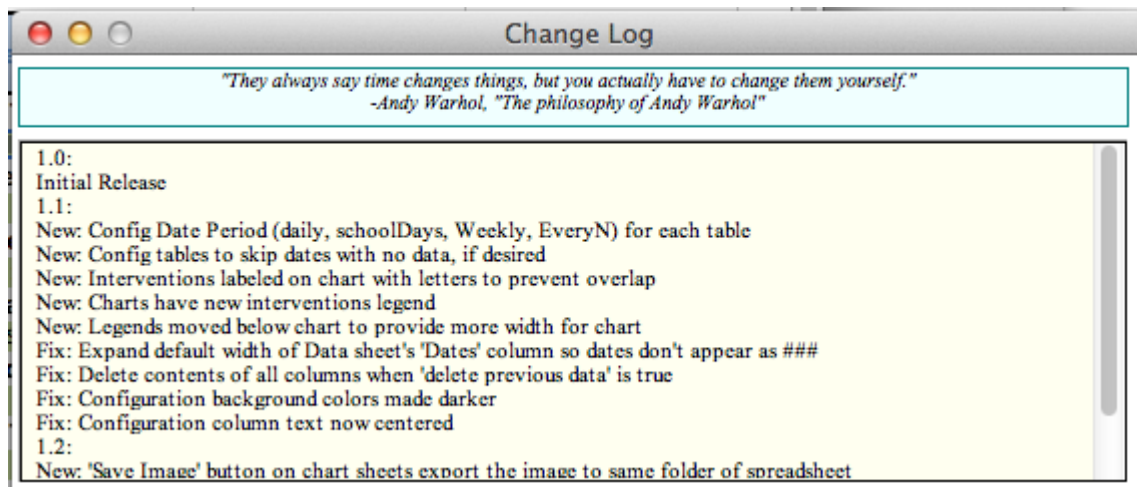 Change Log
"They always say time changes things, but you actually have to change them yourself."
-Andy Warhol, "The philosophy of Andy Warhol"
1.0:
Initial Release
1.1:
New: Config Date Period (daily, schoolDays, Weekly, EveryN) for each table
New: Config tables to skip dates with no data, if desired
New: Interventions labeled on chart with letters to prevent overlap
New: Charts have new interventions legend
New: Legends moved below chart to provide more width for chart
Fix: Expand default width of Data sheet's 'Dates' column so dates don't appear as ###
Fix: Delete contents of all columns when 'delete previous data' is true
Fix: Configuration background colors made darker
Fix: Configuration column text now centered
1.2:
New: 'Save Image' button on chart sheets export the image to same folder of spreadsheet